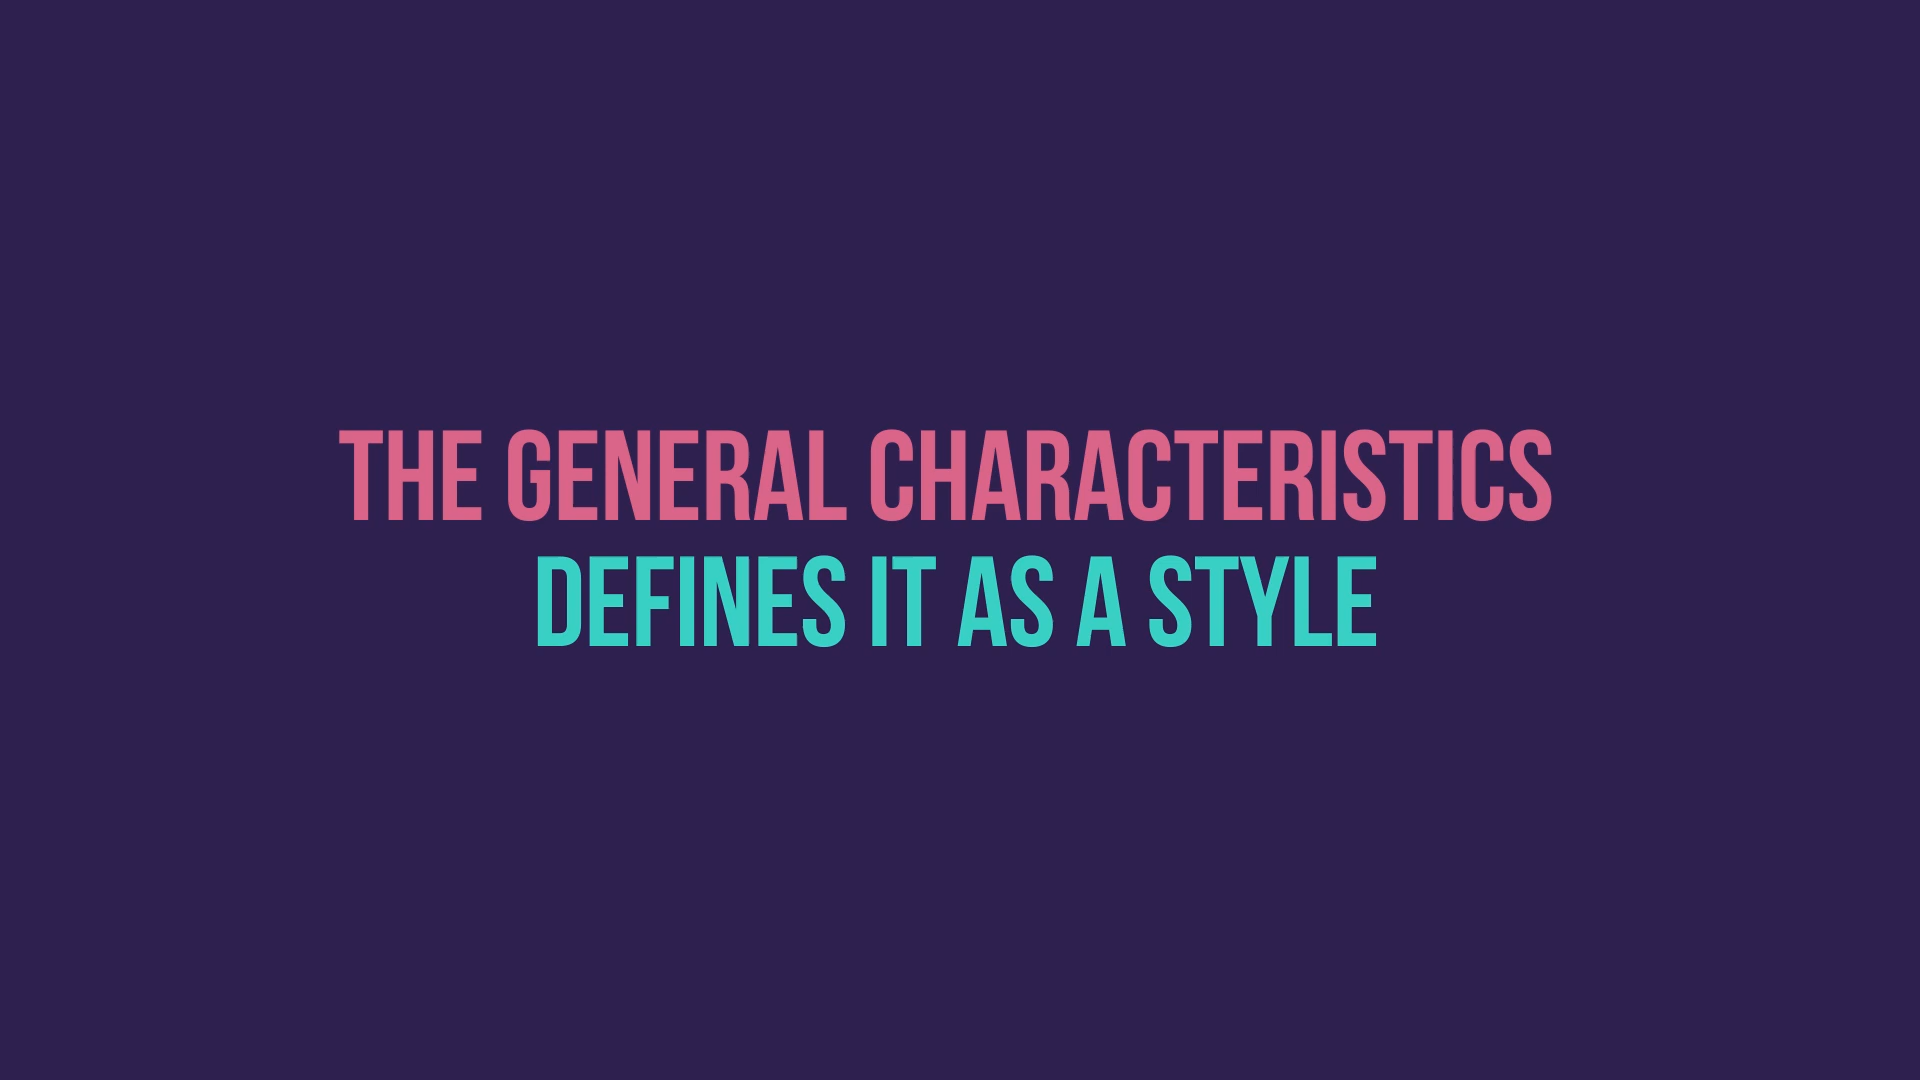 THE GENERAL CHARACTERISTICS
DEFINES IT AS A STYLE